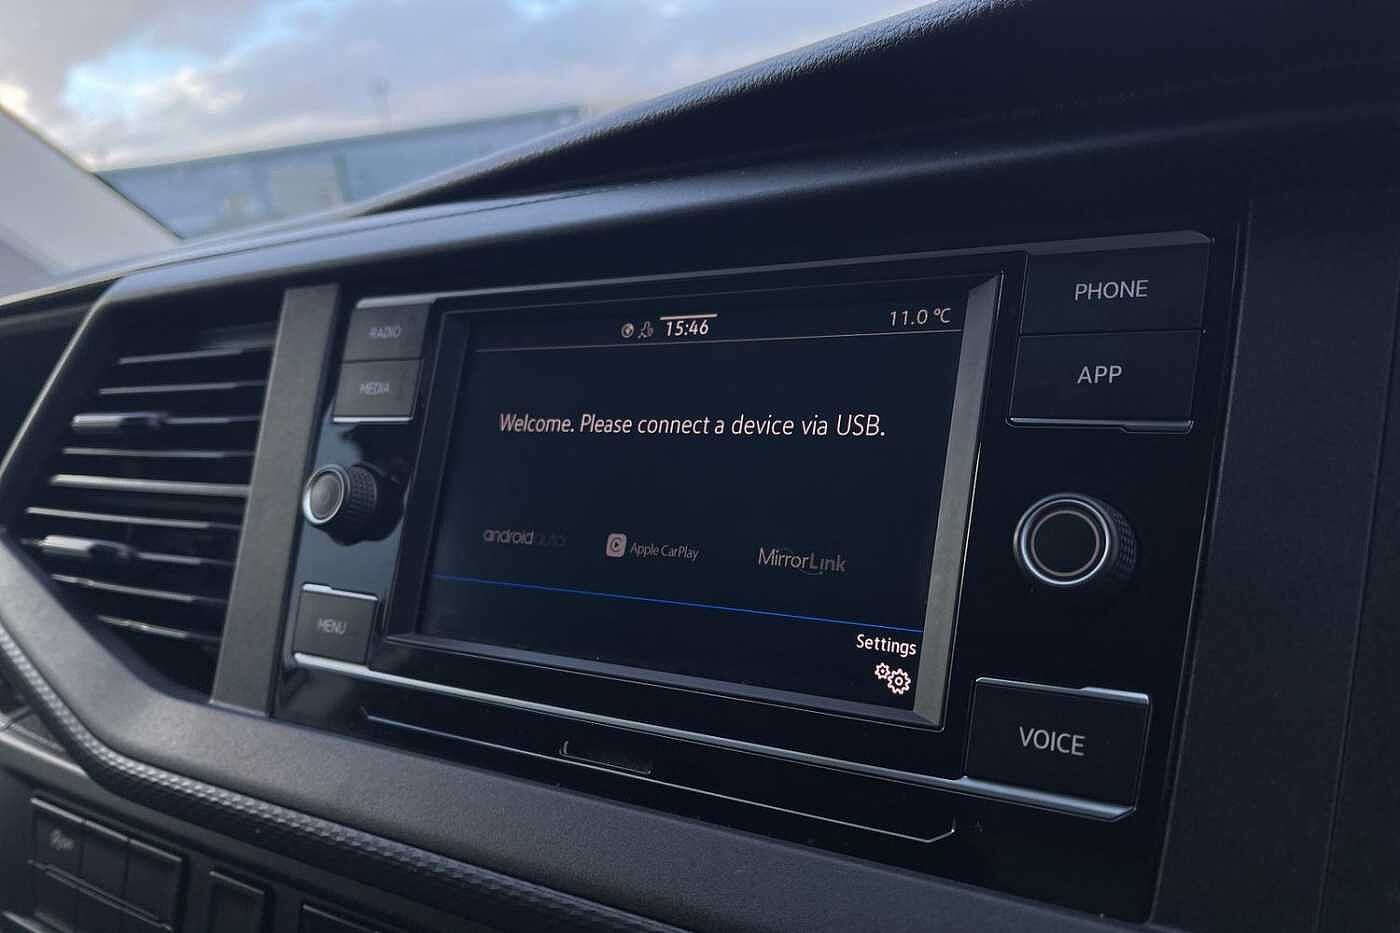 RADIO
MEDIA
MENU
15:46
11.0 °C
Welcome. Please connect a device via USB.
androidauto
Apple CarPlay
MirrorLink
Settings
PHONE
APP
VOICE